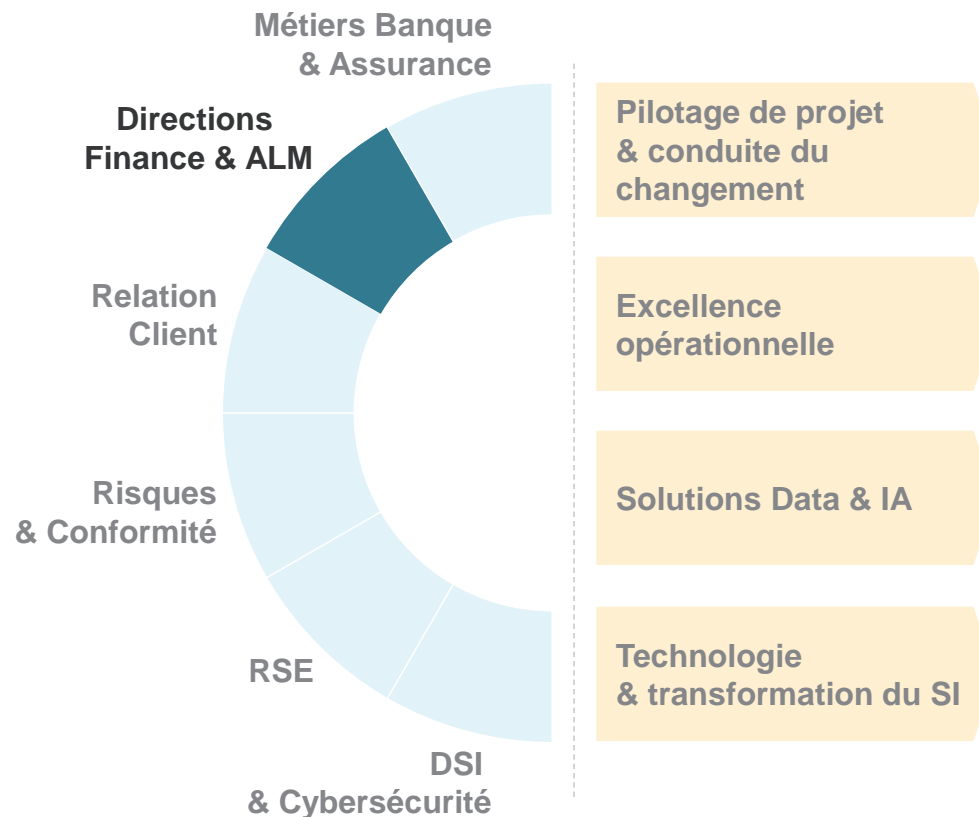 Métiers Banque
& Assurance
Directions
Finance & ALM
Relation
Client
Risques
& Conformité
RSE
DSI
& Cybersécurité
Pilotage de projet
& conduite du
changement
Excellence
opérationnelle
Solutions Data & IA
Technologie
& transformation du SI